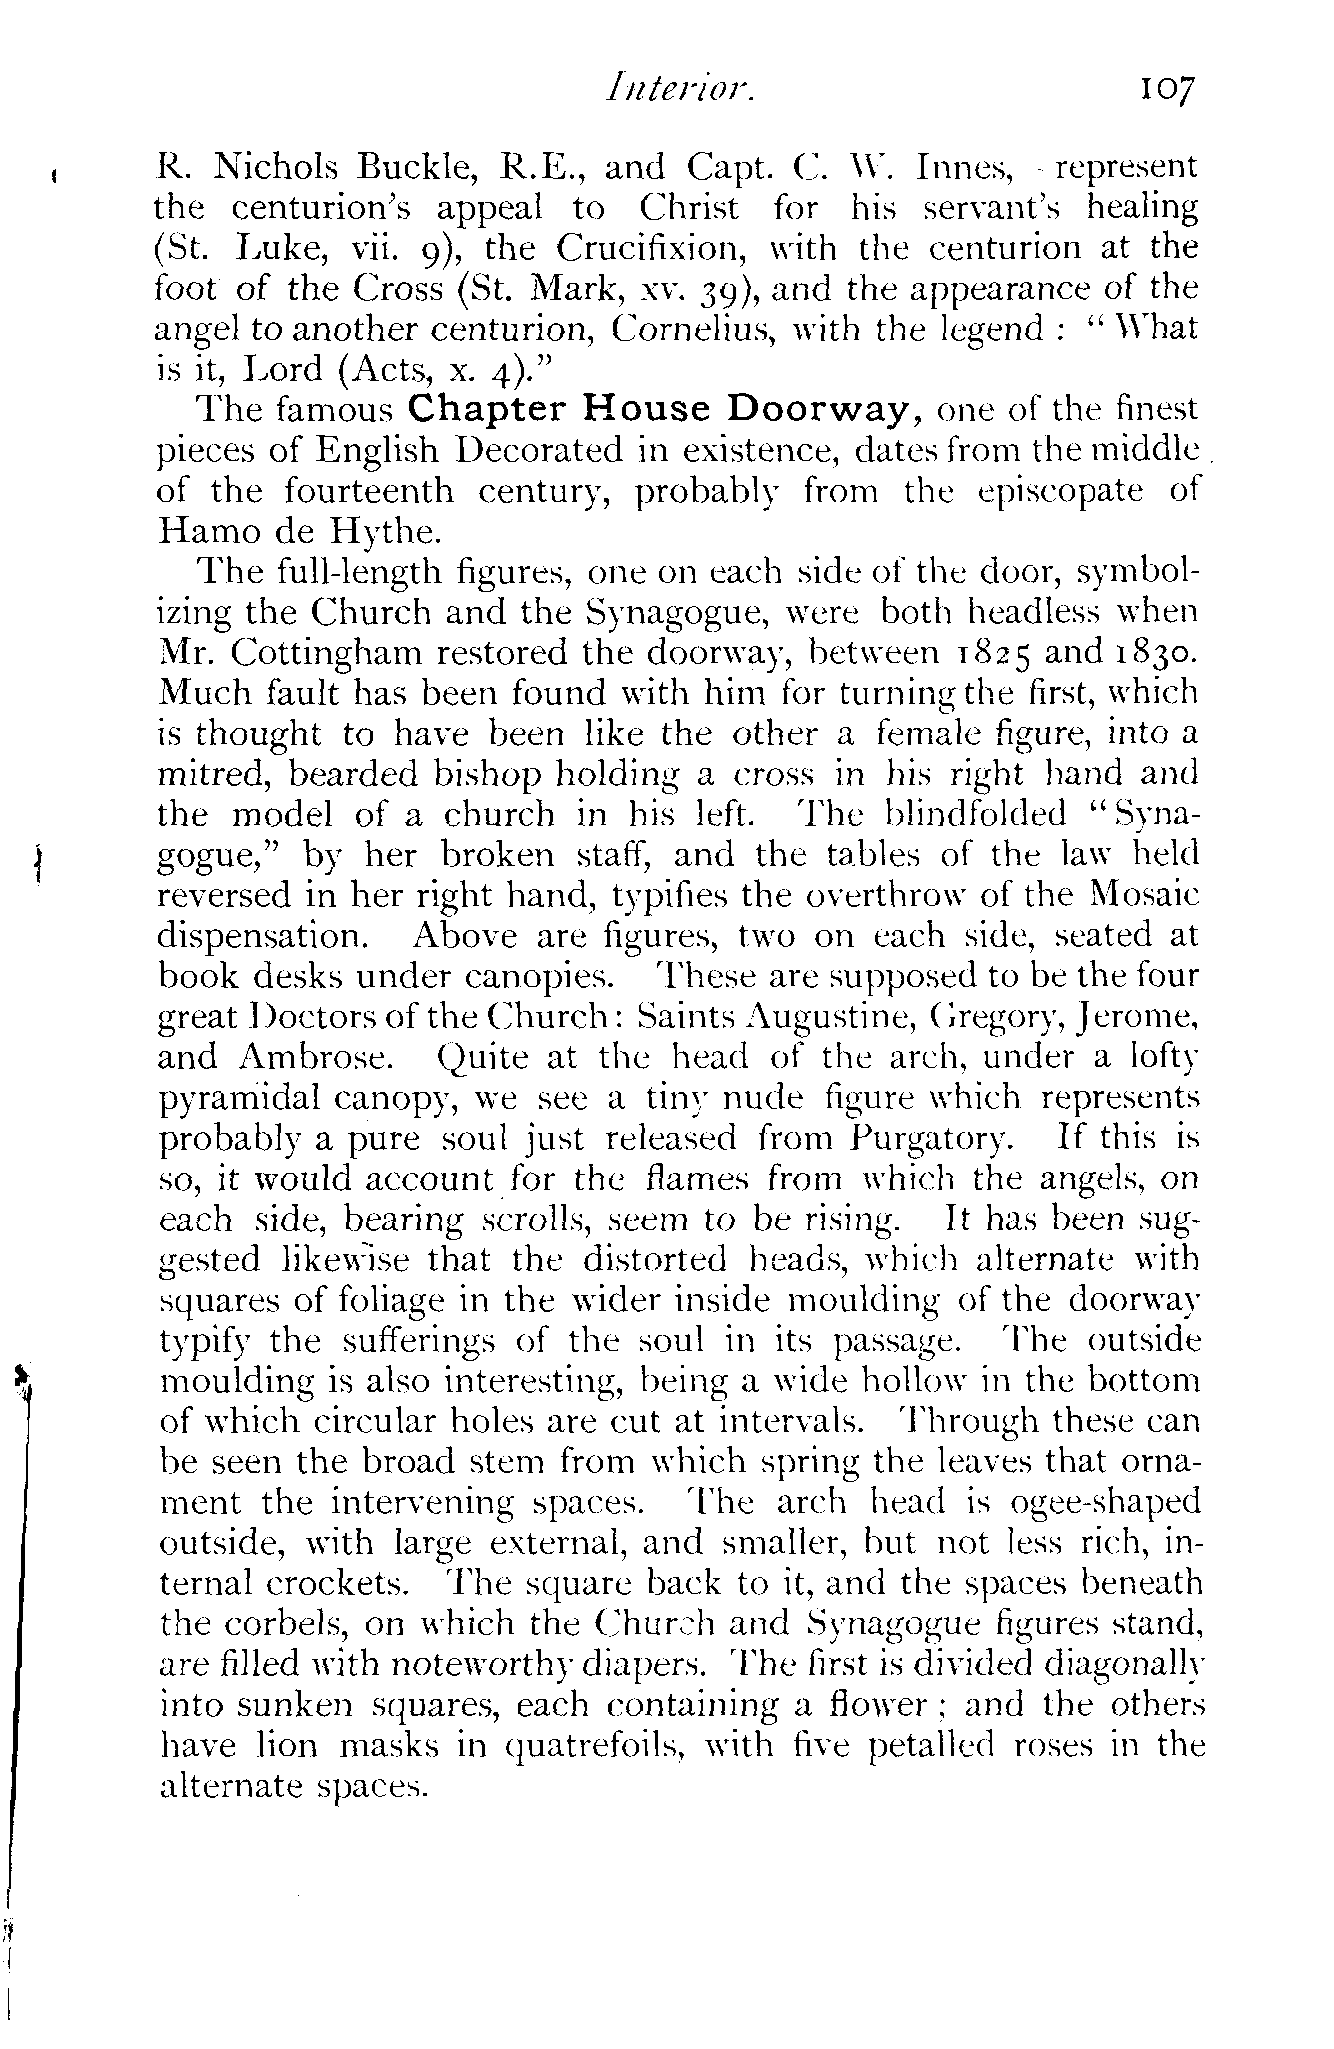 Interior. 107
R. Nichols Buckle, R.E., and Capt. C. W. Innes, represent
the centurion's appeal to Christ for his servant's healing
(St. Luke, vii. 9), the Crucifixion, with the centurion at the
foot of the Cross (St. Mark, xv. 39), and the appearance of the
angel to another centurion, Cornelius, with the legend : “ What
is it, Lord (Acts, x. 4).”
The famous Chapter House Doorway, one of the finest
pieces of English Decorated in existence, dates from the middle
of the fourteenth century, probably from the episcopate of
Hamo de Hythe.
The full-length figures, one on each side of the door, symbol-
izing the Church and the Synagogue, were both headless when
Mr. Cottingham restored the doorway, between 1825 and 1830.
Much fault has been found with him for turning the first, which
is thought to have been like the other a female figure, into a
mitred, bearded bishop holding a cross in his right hand and
the model of a church in his left. The blindfolded “ Syna-
gogue,” by her broken staff, and the tables of the law held
reversed in her right hand, typifies the overthrow of the Mosaic
dispensation. Above are figures, two on each side, seated at
book desks under canopies. These are supposed to be the four
great Doctors of the Church: Saints Augustine, Gregory, Jerome,
and Ambrose. Quite at the head of the arch, under a lofty
pyramidal canopy, we see a tiny nude figure which represents
probably a pure soul just released from Purgatory. If this is
so, it would account for the flames from which the angels, on
each side, bearing scrolls, seem to be rising. It has been sug-
gested likewise that the distorted heads, which alternate with
squares of foliage in the wider inside moulding of the doorway
typify the sufferings of the soul in its passage. The outside
moulding is also interesting, being a wide hollow in the bottom
of which circular holes are cut at intervals. Through these can
be seen the broad stem from which spring the leaves that orna-
ment the intervening spaces. The arch head is ogee-shaped
outside, with large external, and smaller, but not less rich, in-
ternal crockets. The square back to it, and the spaces beneath
the corbels, on which the Church and Synagogue figures stand,
are filled with noteworthy diapers. The first is divided diagonally
into sunken squares, each containing a flower ; and the others
have lion masks in quatrefoils, with five petalled roses in the
alternate spaces.